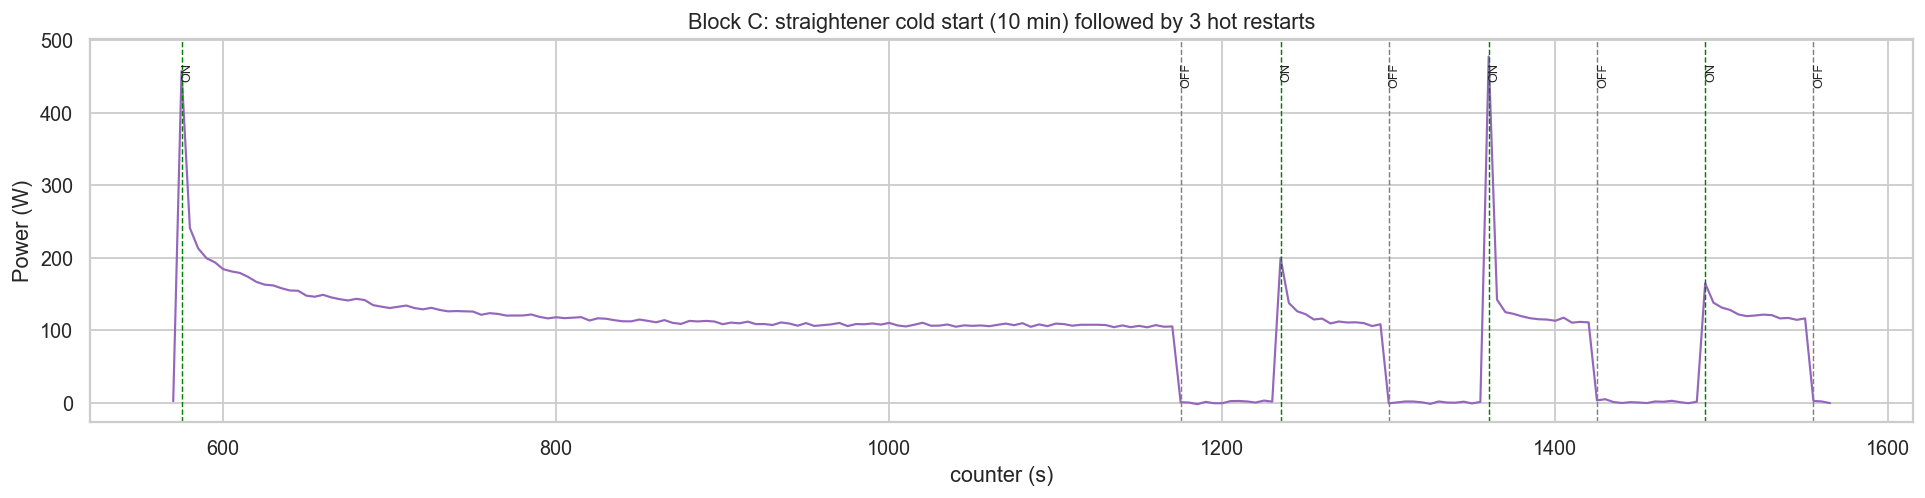 Block C: straightener cold start (10 min) followed by 3 hot restarts
500
400
300
200
100
0
Power (W)
ON
OFF
ON
OFF
ON
OFF
ON
OFF
600 800 1000 1200 1400 1600
counter (s)